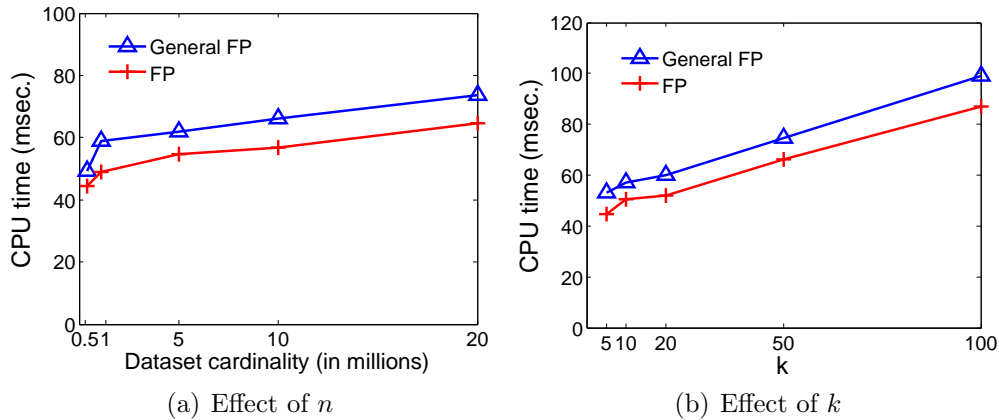 100
80
60
40
20
0
CPU time (msec.)
General FP
FP
0.5 1 5 10 20
Dataset cardinality (in millions)
(a) Effect of n
120
100
80
60
40
20
0
CPU time (msec.)
General FP
FP
5 10 20 50 100
k
(b) Effect of k